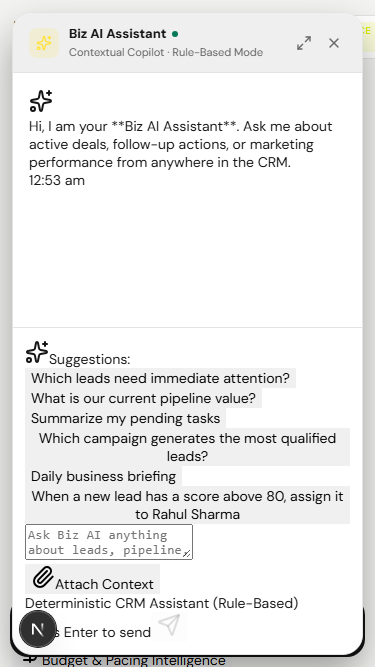 Biz AI Assistant
Contextual Copilot · Rule-Based Mode
Hi, I am your **Biz AI Assistant**. Ask me about
active deals, follow-up actions, or marketing
performance from anywhere in the CRM.
12:53 am
Suggestions:
Which leads need immediate attention?
What is our current pipeline value?
Summarize my pending tasks
Which campaign generates the most qualified
leads?
Daily business briefing
When a new lead has a score above 80, assign it
to Rahul Sharma
Ask Biz AI anything
about leads, pipeline,
Attach Context
Deterministic CRM Assistant (Rule-Based)
N
s Enter to send
Budget & Pacing Intelligence